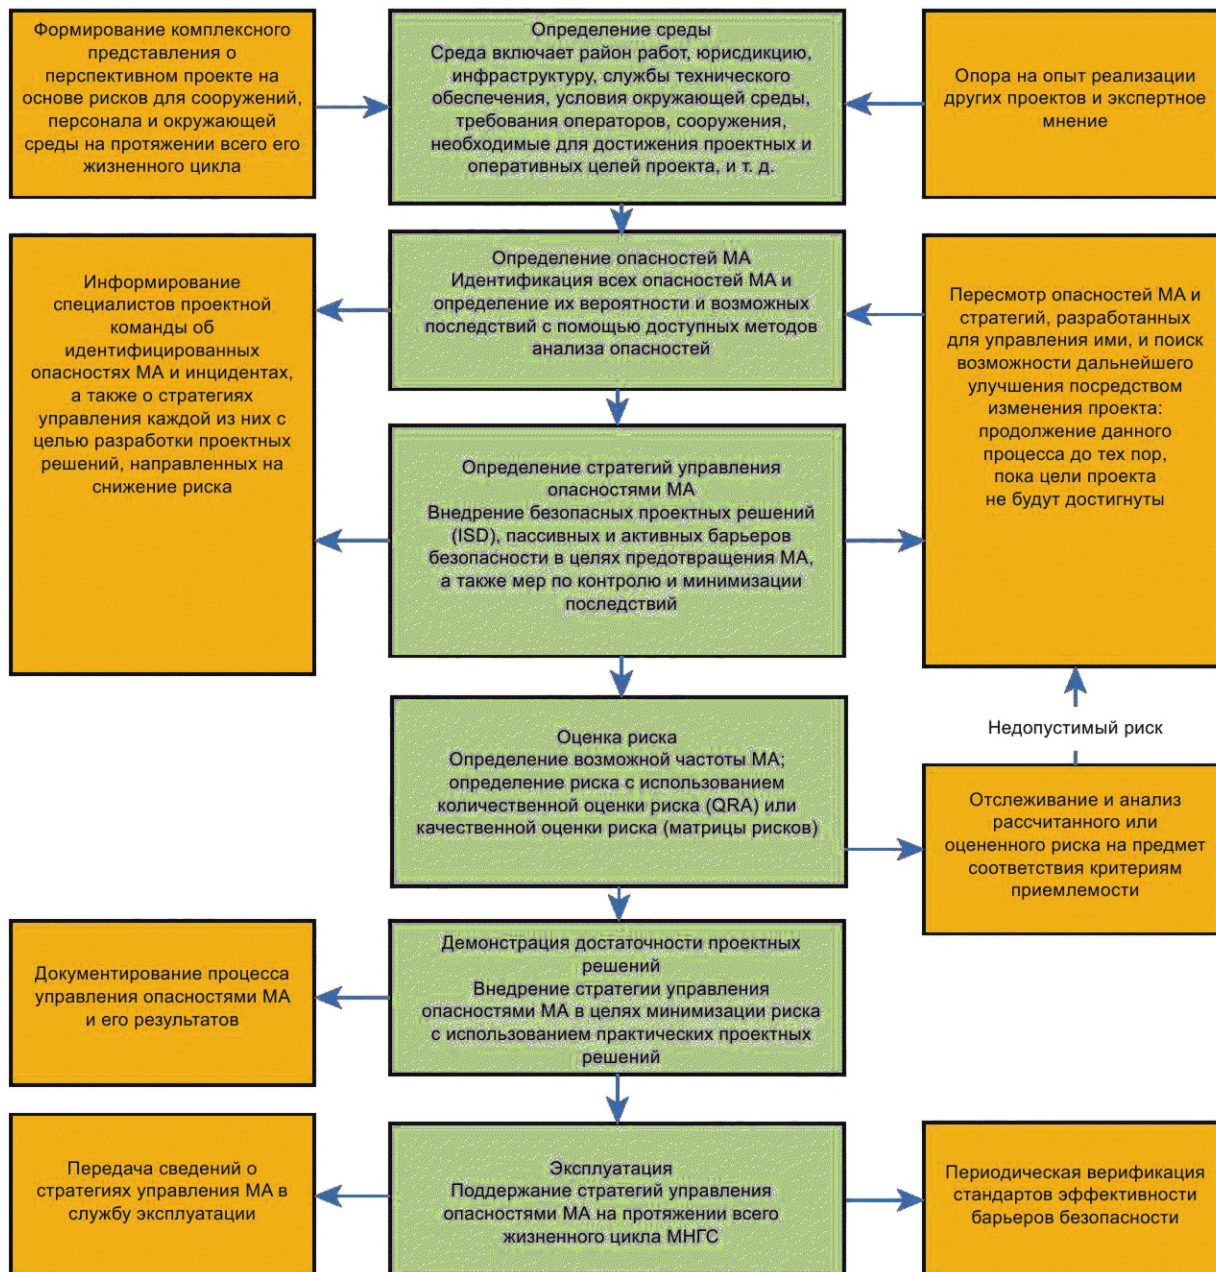 Формирование комплексного
представления о
перспективном проекте на
основе рисков для сооружений,
персонала и окружающей
среды на протяжении всего его
жизненного цикла
Определение среды
Среда включает район работ, юрисдикцию,
инфраструктуру, службы технического
обеспечения, условия окружающей среды,
требования операторов, сооружения,
необходимые для достижения проектных и
оперативных целей проекта, и т. д.
Опора на опыт реализации
других проектов и экспертное
мнение
Информирование
специалистов проектной
команды об
идентифицированных
опасностях МА и инцидентах,
а также о стратегиях
управления каждой из них с
целью разработки проектных
решений, направленных на
снижение риска
Определение опасностей МА
Идентификация всех опасностей МА и
определение их вероятности и возможных
последствий с помощью доступных методов
анализа опасностей
Пересмотр опасностей МА и
стратегий, разработанных
для управления ими, и поиск
возможности дальнейшего
улучшения посредством
изменения проекта:
продолжение данного
процесса до тех пор,
пока цели проекта
не будут достигнуты
Определение стратегий управления
опасностями МА
Внедрение безопасных проектных решений
(ISD), пассивных и активных барьеров
безопасности в целях предотвращения МА,
а также мер по контролю и минимизации
последствий
Недопустимый риск
Оценка риска
Определение возможной частоты МА;
определение риска с использованием
количественной оценки риска (QRA) или
качественной оценки риска (матрицы рисков)
Отслеживание и анализ
рассчитанного или
оцененного риска на предмет
соответствия критериям
приемлемости
Документирование процесса
управления опасностями МА
и его результатов
Демонстрация достаточности проектных
решений
Внедрение стратегии управления
опасностями МА в целях минимизации риска
с использованием практических проектных
решений
Передача сведений о
стратегиях управления МА в
службу эксплуатации
Эксплуатация
Поддержание стратегий управления
опасностями МА на протяжении всего
жизненного цикла МНГС
Периодическая верификация
стандартов эффективности
барьеров безопасности